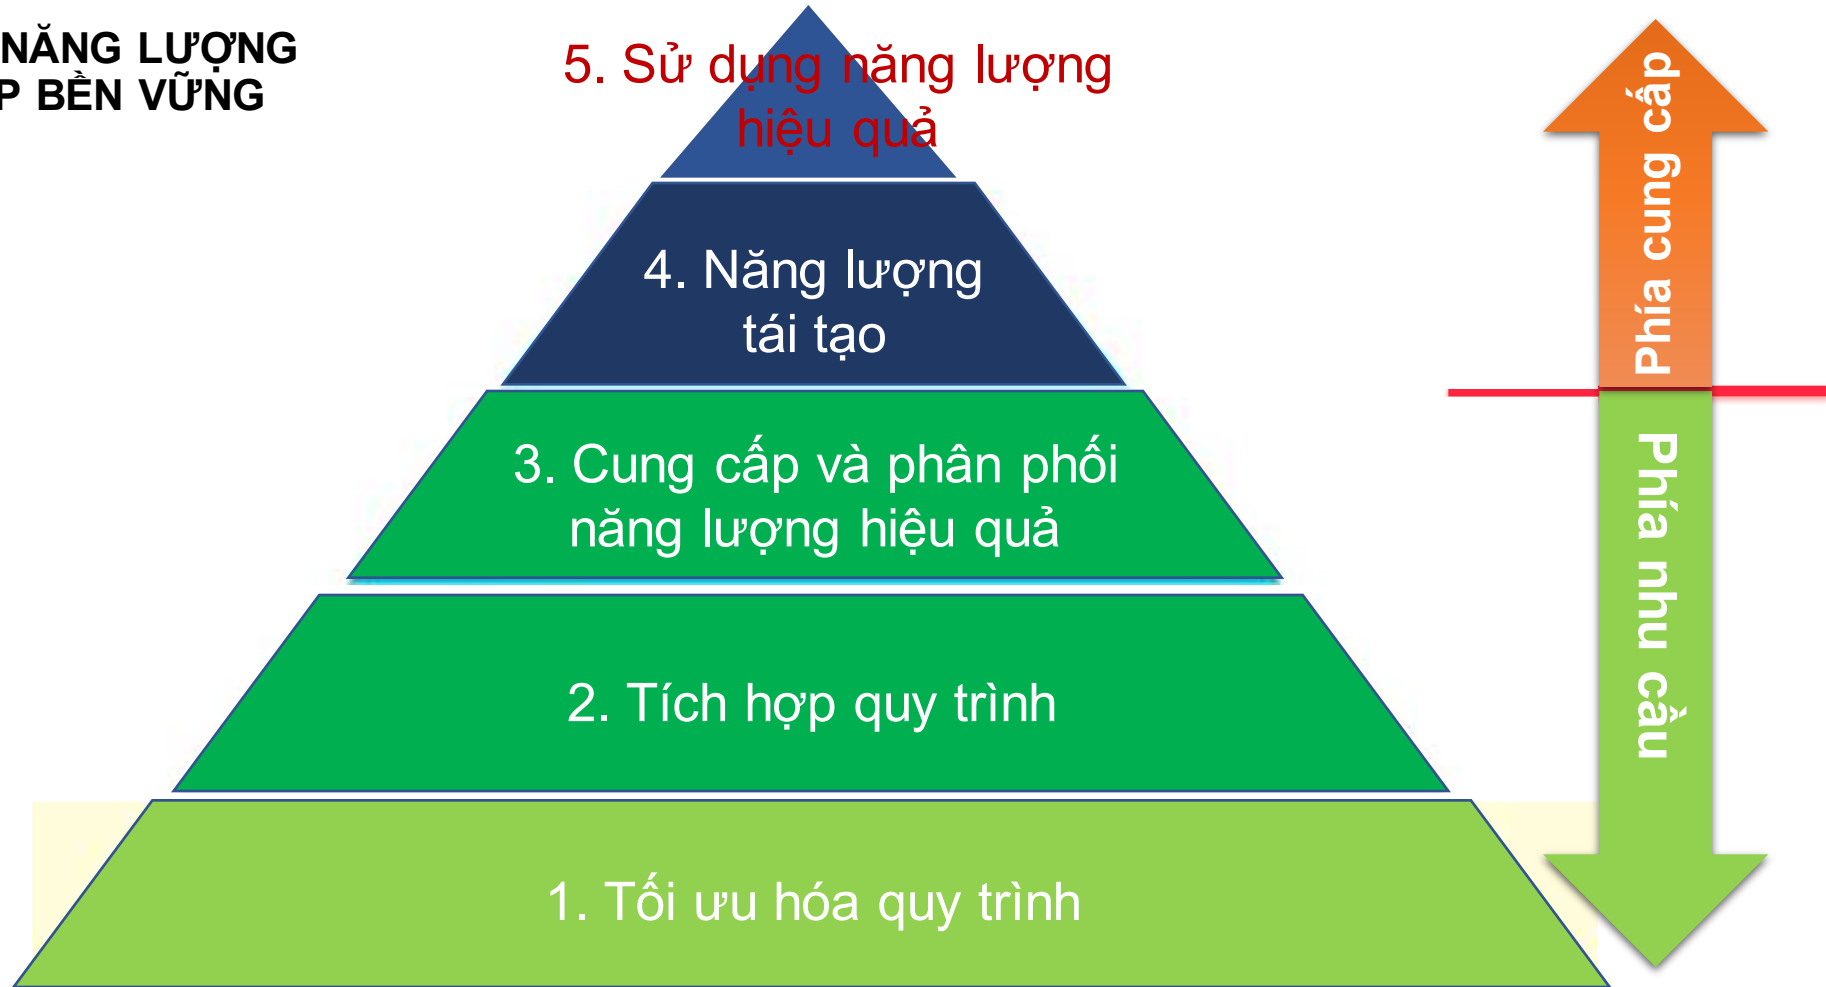 NĂNG LƯỢNG
P BỀN VỮNG
5. Sử dụng năng lượng
hiệu quả
4. Năng lượng
tái tạo
3. Cung cấp và phân phối
năng lượng hiệu quả
2. Tích hợp quy trình
1. Tối ưu hóa quy trình
Phía cung cấp
Phía nhu cầu